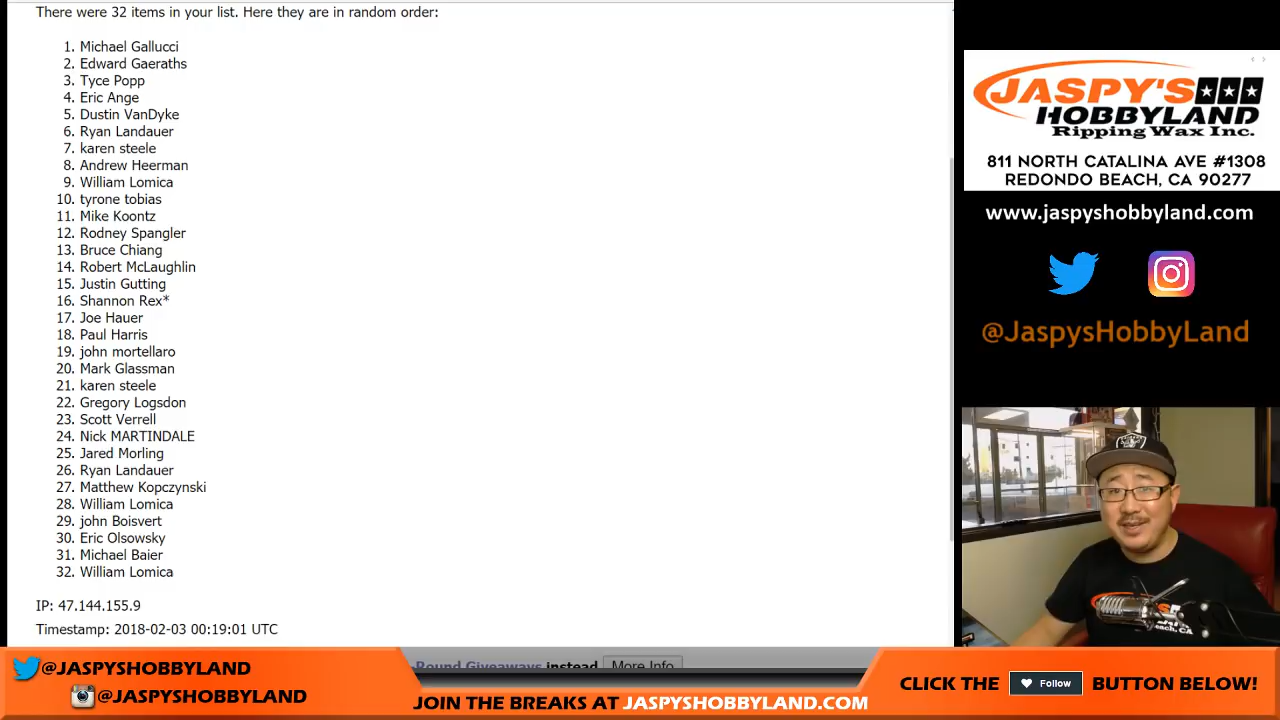 There were 32 items in your list. Here they are in random order:
1. Michael Gallucci
2. Edward Gaeraths
3. Tyce Popp
4. Eric Ange
5. Dustin VanDyke
6. Ryan Landauer
7. karen steele
8. Andrew Heerman
9. William Lomica
10. tyrone tobias
11. Mike Koontz
12. Rodney Spangler
13. Bruce Chiang
14. Robert McLaughlin
15. Justin Gutting
16. Shannon Rex*
17. Joe Hauer
18. Paul Harris
19. john mortellaro
20. Mark Glassman
21. karen steele
22. Gregory Logsdon
23. Scott Verrell
24. Nick MARTINDALE
25. Jared Morling
26. Ryan Landauer
27. Matthew Kopczynski
28. William Lomica
29. john Boisvert
30. Eric Olsowsky
31. Michael Baier
32. William Lomica
IP: 47.144.155.9
Timestamp: 2018-02-03 00:19:01 UTC
-Round Giveaways instead More Info
JASPY'S
HOBBYLAND
Ripping Wax Inc.
811 NORTH CATALINA AVE #1308
REDONDO BEACH, CA 90277
www.jaspyshobbyland.com
@JaspysHobbyLand
@JASPYSHOBBYLAND
@JASPYSHOBBYLAND
JOIN THE BREAKS AT JASPYSHOBBYLAND.COM
CLICK THE Follow BUTTON BELOW!